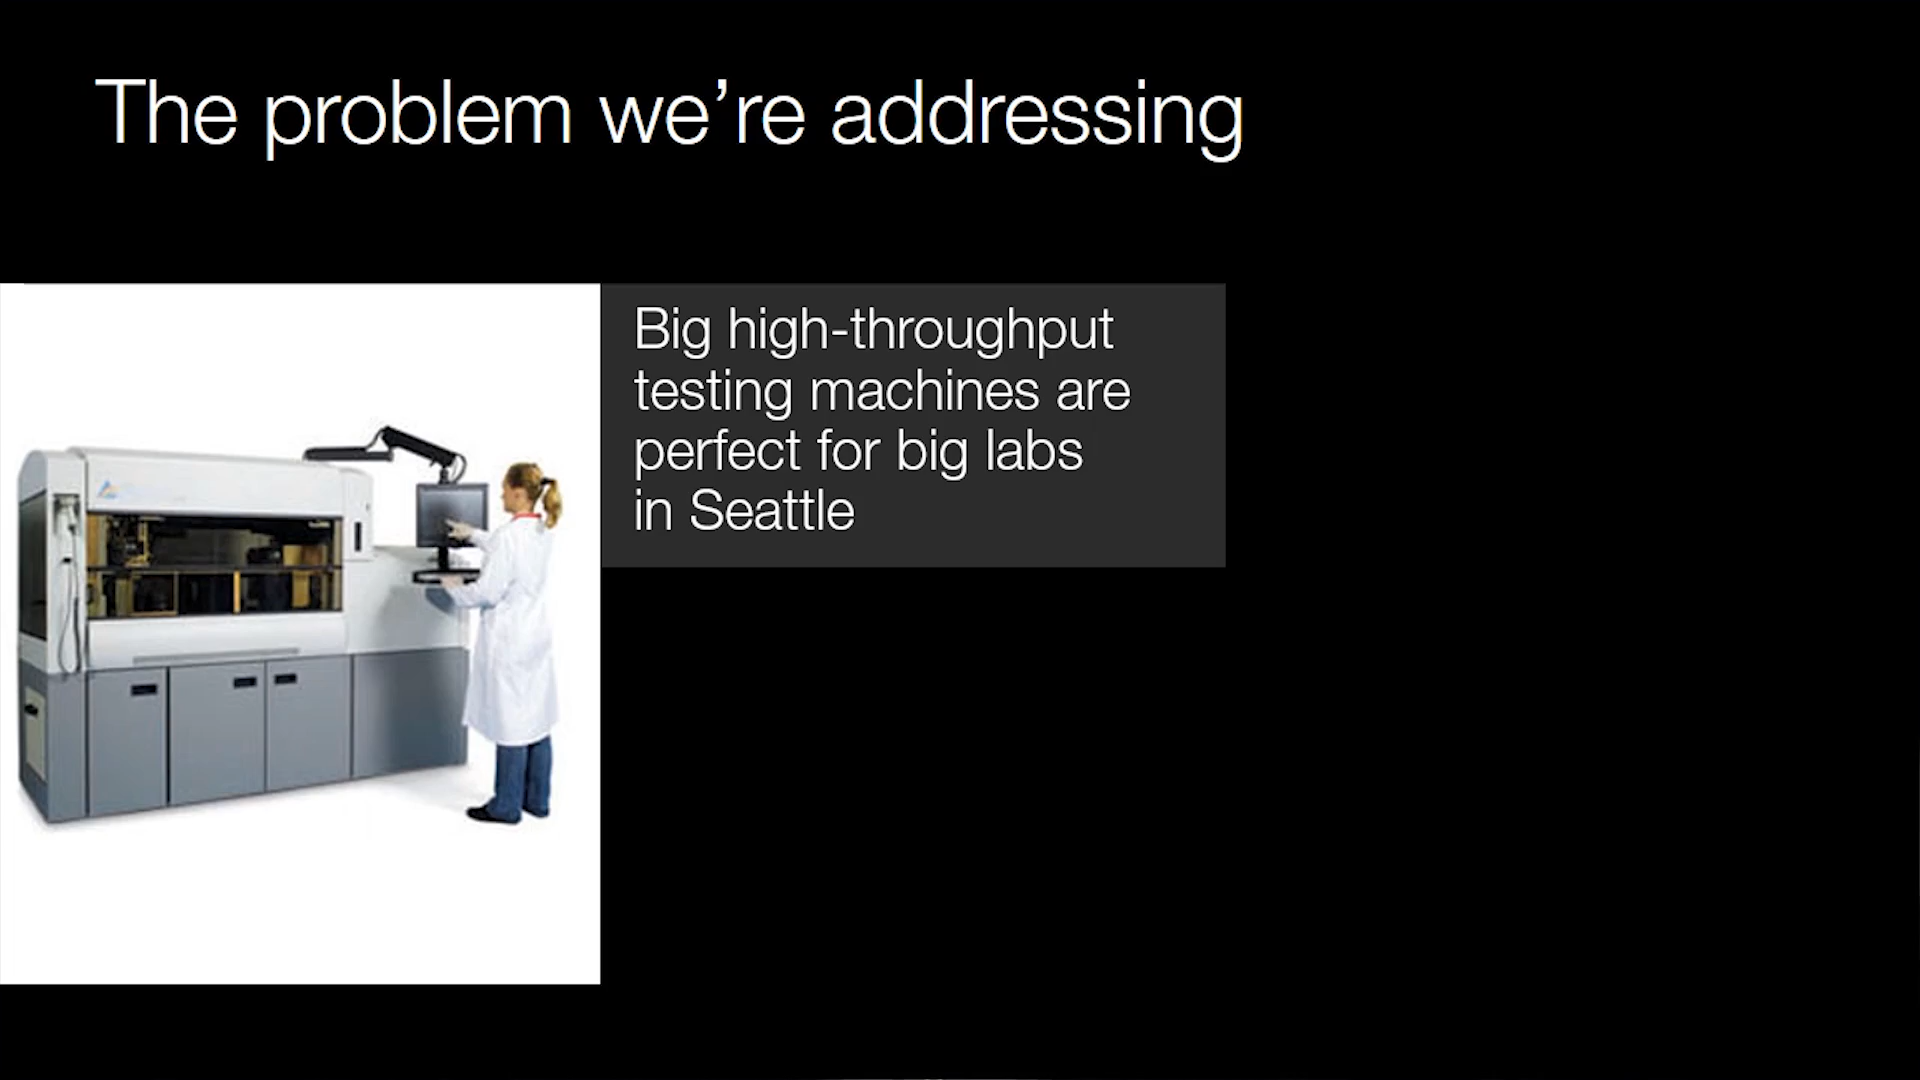 The problem we’re addressing
Big high-throughput
testing machines are
perfect for big labs
in Seattle